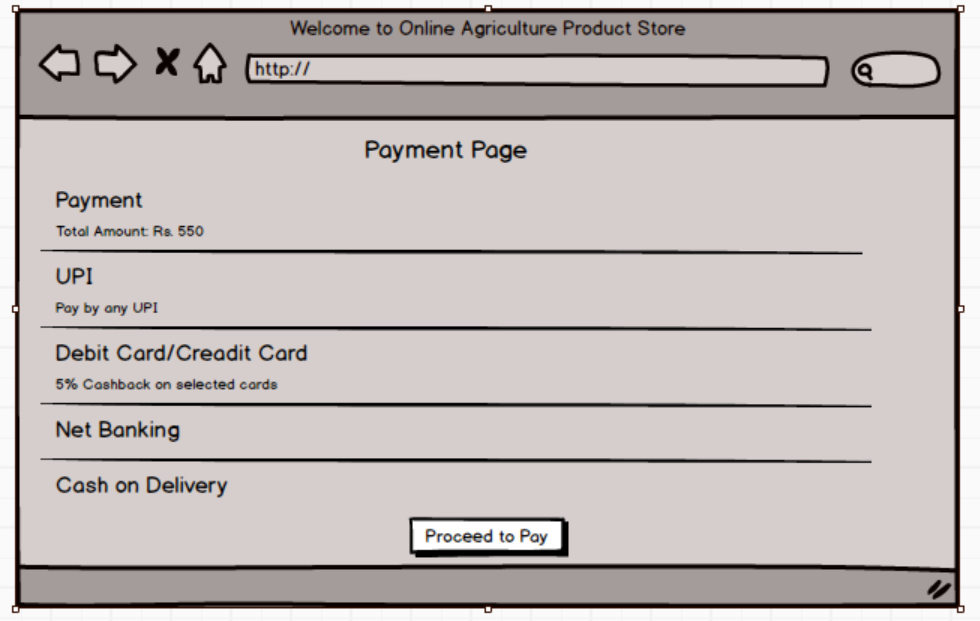 Welcome to Online Agriculture Product Store
http://
Payment Page
Payment
Total Amount: Rs. 550
UPI
Pay by any UPI
Debit Card/Creadit Card
5% Cashback on selected cards
Net Banking
Cash on Delivery
Proceed to Pay